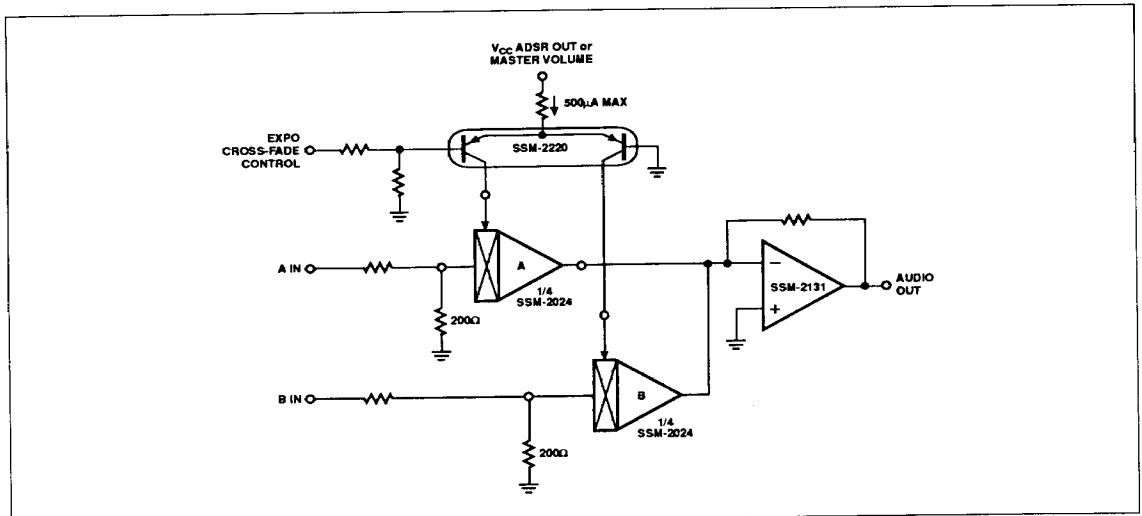 V_CC ADSR OUT or
MASTER VOLUME
500μA MAX
EXPO
CROSS-FADE
CONTROL
SSM-2220
A IN
A
1/4
SSM-2024
200Ω
−
+
SSM-2131
AUDIO
OUT
B IN
B
1/4
SSM-2024
200Ω